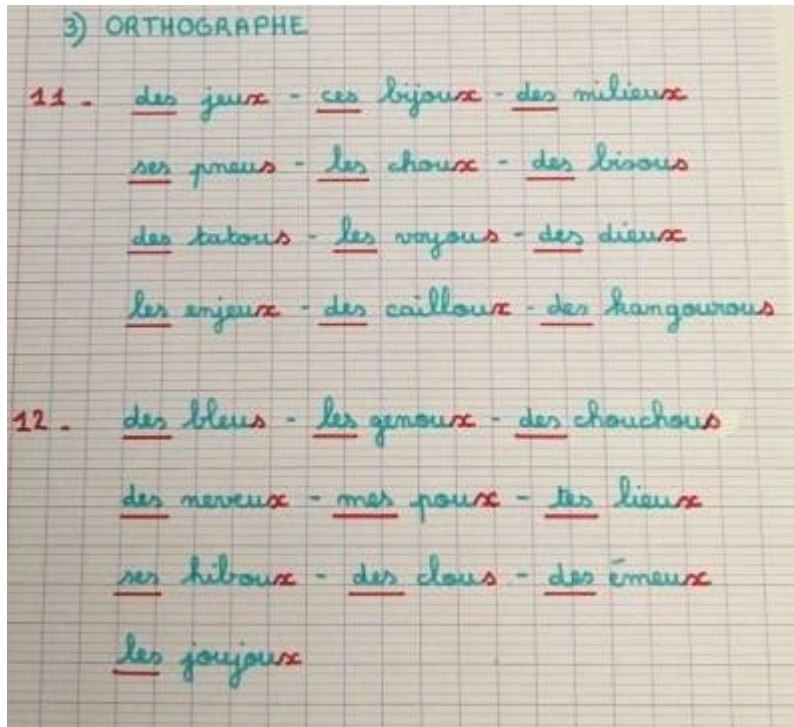 3) ORTHOGRAPHE
11 - des jeux - ces bijoux - des milieux
ses pneus - les choux - des bisous
des tatous - les voyous - des dieux
les enjeux - des cailloux - des kangourous
12 - des bleus - les genoux - des chouchous
des neveux - mes poux - tes lieux
ses hiboux - des clous - des émeux
les joujoux